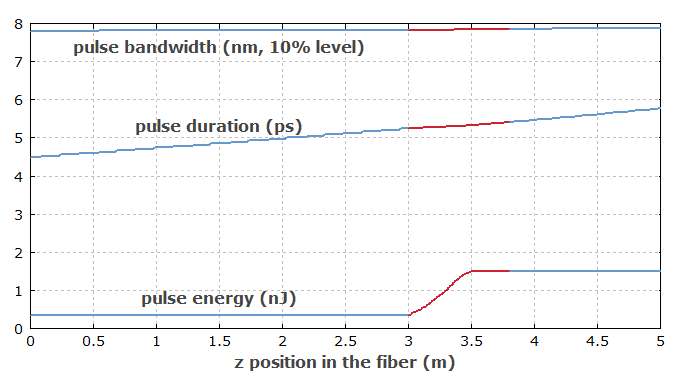 8
pulse bandwidth (nm, 10% level)
7
6
pulse duration (ps)
5
4
3
2
1
pulse energy (nJ)
0
0 0.5 1 1.5 2 2.5 3 3.5 4 4.5 5
z position in the fiber (m)